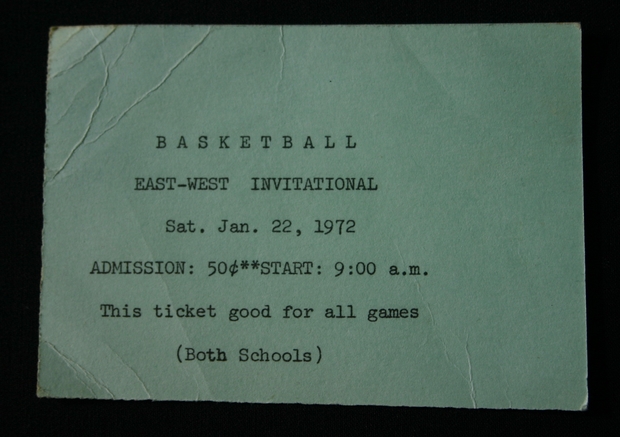 B A S K E T B A L L
EAST-WEST INVITATIONAL
Sat. Jan. 22, 1972
ADMISSION: 50¢**START: 9:00 a.m.
This ticket good for all games
(Both Schools)